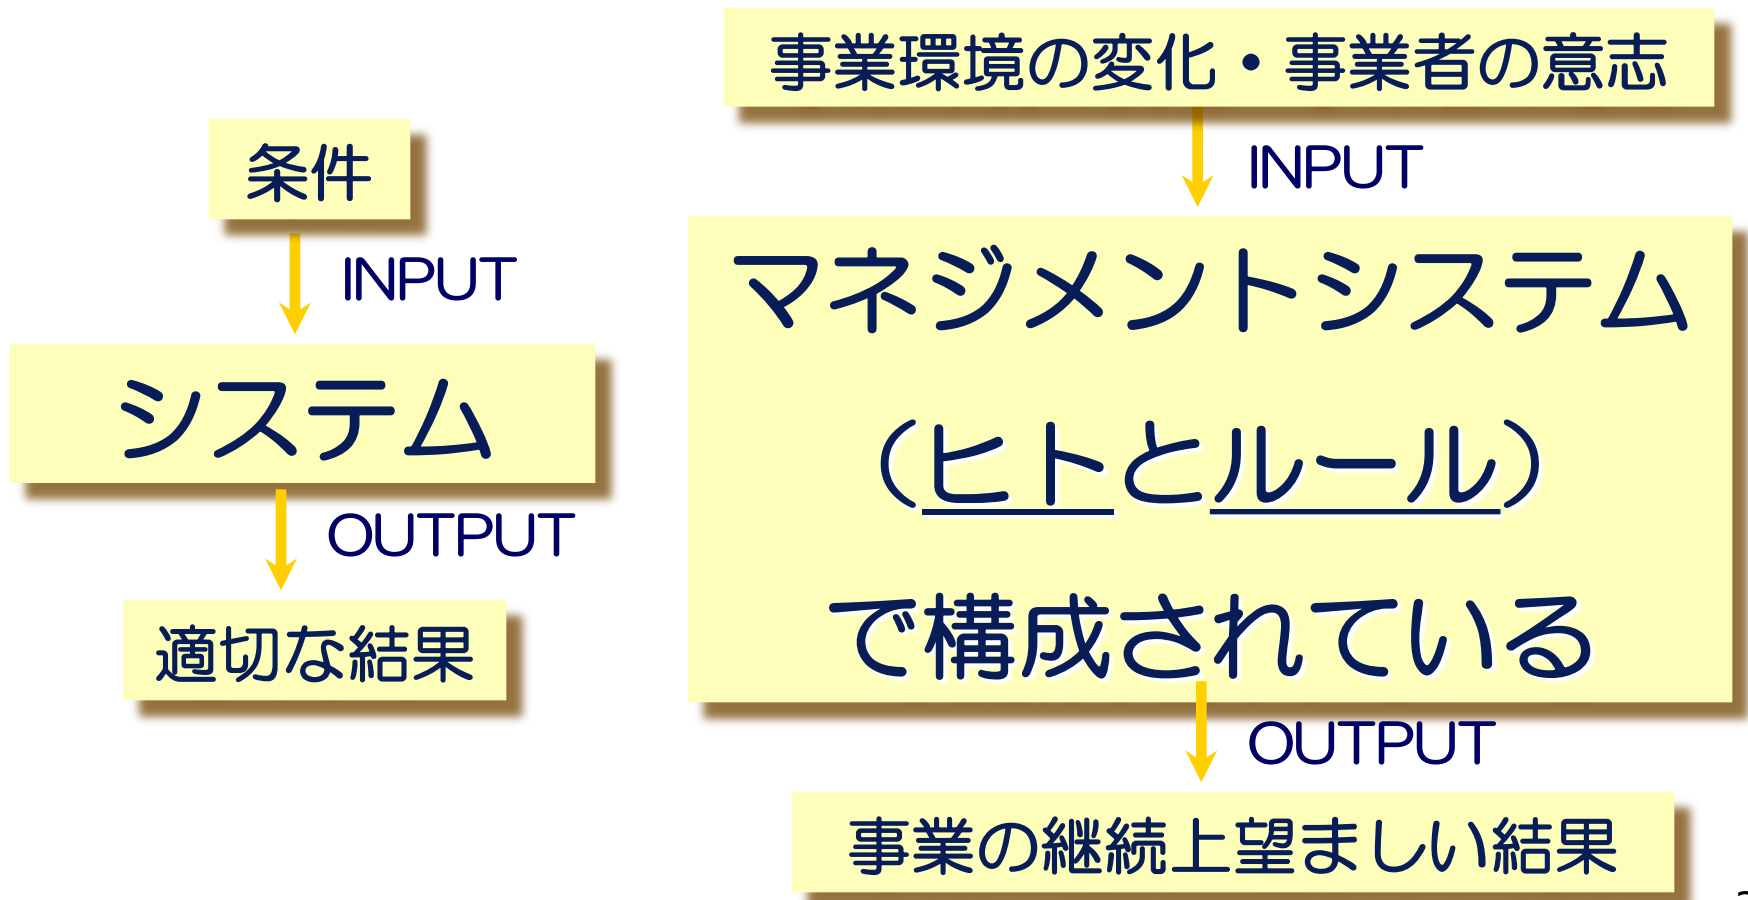 条件
INPUT
システム
OUTPUT
適切な結果
事業環境の変化・事業者の意志
INPUT
マネジメントシステム
（ヒトとルール）
で構成されている
OUTPUT
事業の継続上望ましい結果